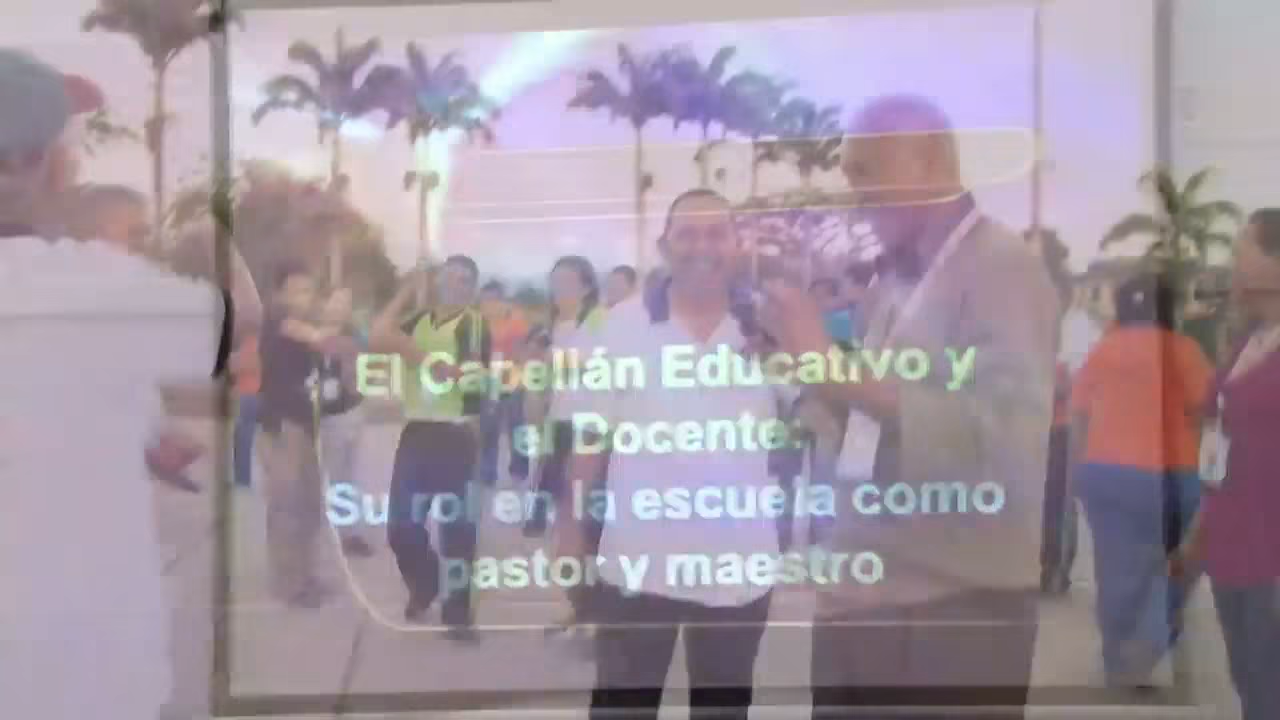 El Capellán Educativo y
el Docente:
Su rol en la escuela como
pastor y maestro